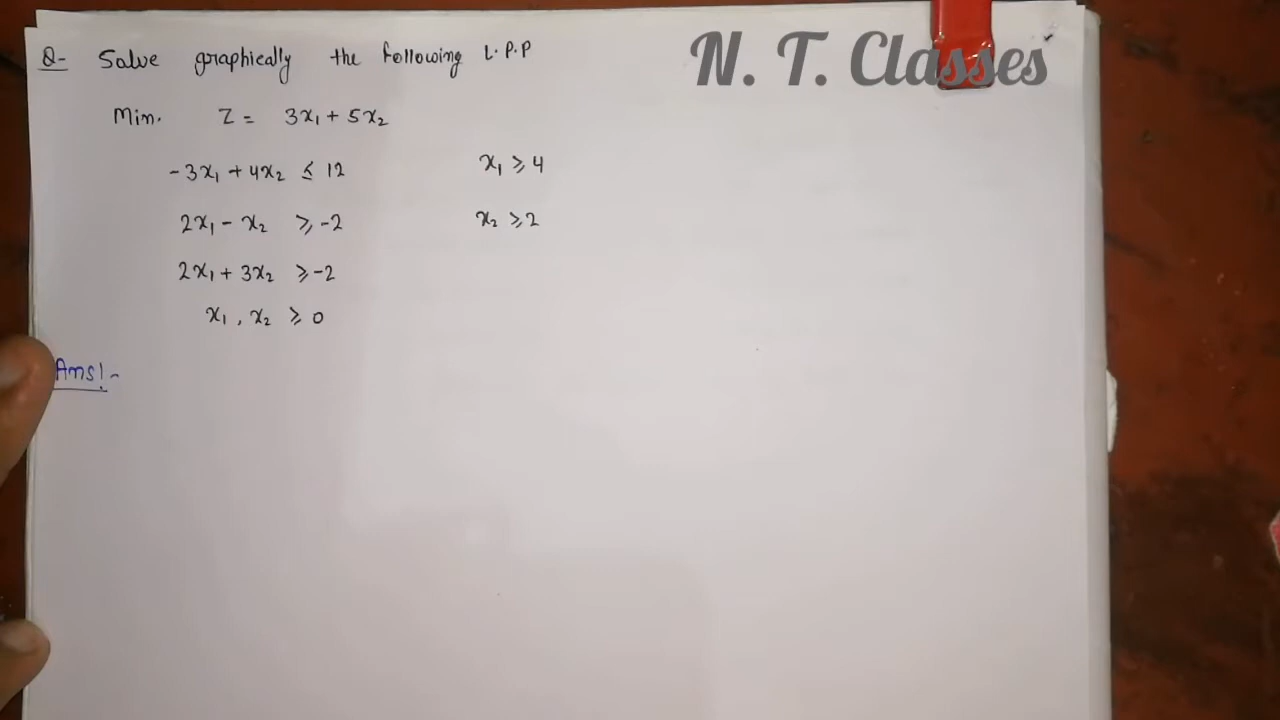 Q- Solve graphically the following L.P.P
N. T. Classes
Min. Z = 3x₁ + 5x₂
-3x₁ + 4x₂ ≤ 12
x₁ ≥ 4
2x₁ - x₂ ≥ -2
x₂ ≥ 2
2x₁ + 3x₂ ≥ -2
x₁, x₂ ≥ 0
Ans!-